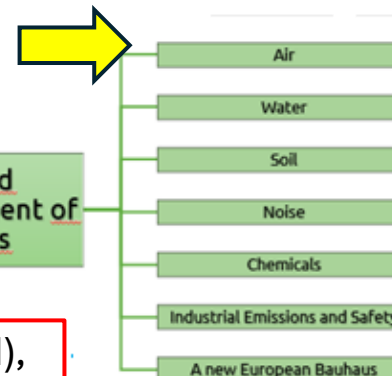 Air
Water
Soil
d
ent of
s
Noise
Chemicals
Industrial Emissions and Safety
A new European Bauhaus
),